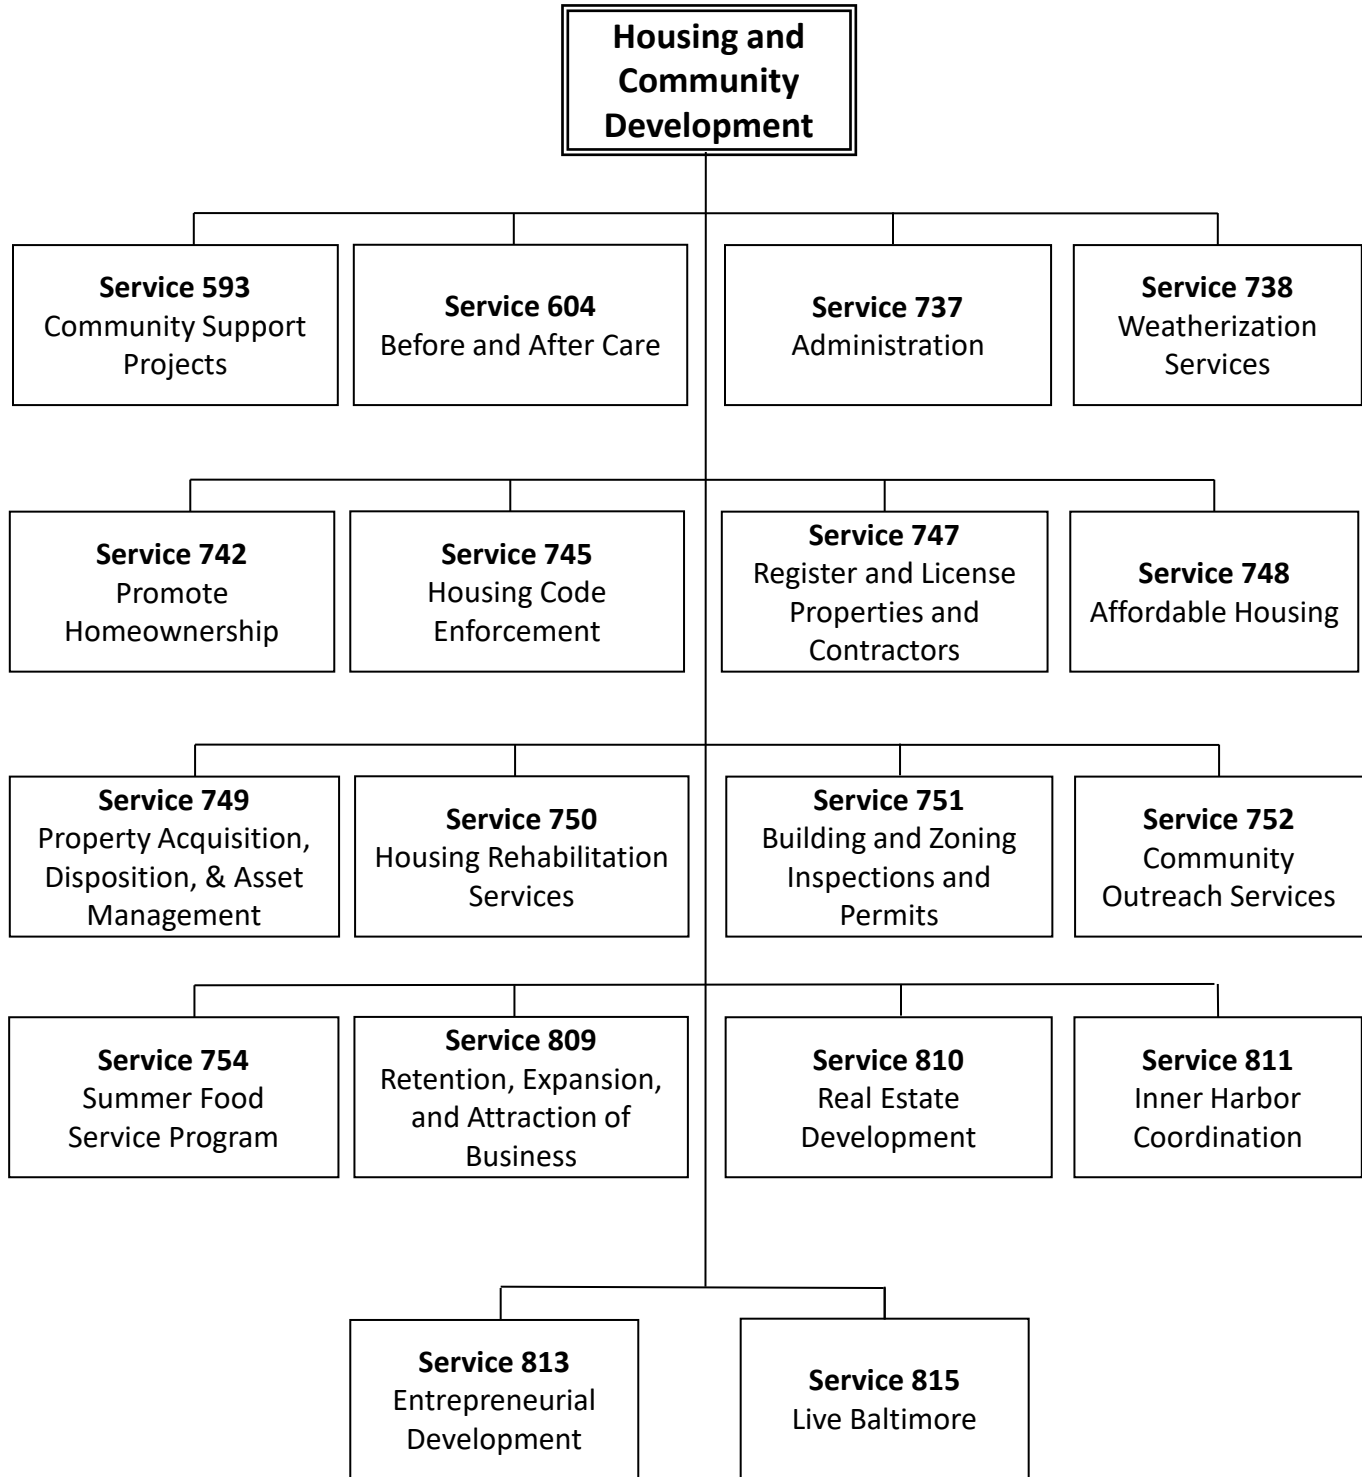 Housing and
Community
Development
Service 593
Community Support
Projects
Service 604
Before and After Care
Service 737
Administration
Service 738
Weatherization
Services
Service 742
Promote
Homeownership
Service 745
Housing Code
Enforcement
Service 747
Register and License
Properties and
Contractors
Service 748
Affordable Housing
Service 749
Property Acquisition,
Disposition, & Asset
Management
Service 750
Housing Rehabilitation
Services
Service 751
Building and Zoning
Inspections and
Permits
Service 752
Community
Outreach Services
Service 754
Summer Food
Service Program
Service 809
Retention, Expansion,
and Attraction of
Business
Service 810
Real Estate
Development
Service 811
Inner Harbor
Coordination
Service 813
Entrepreneurial
Development
Service 815
Live Baltimore